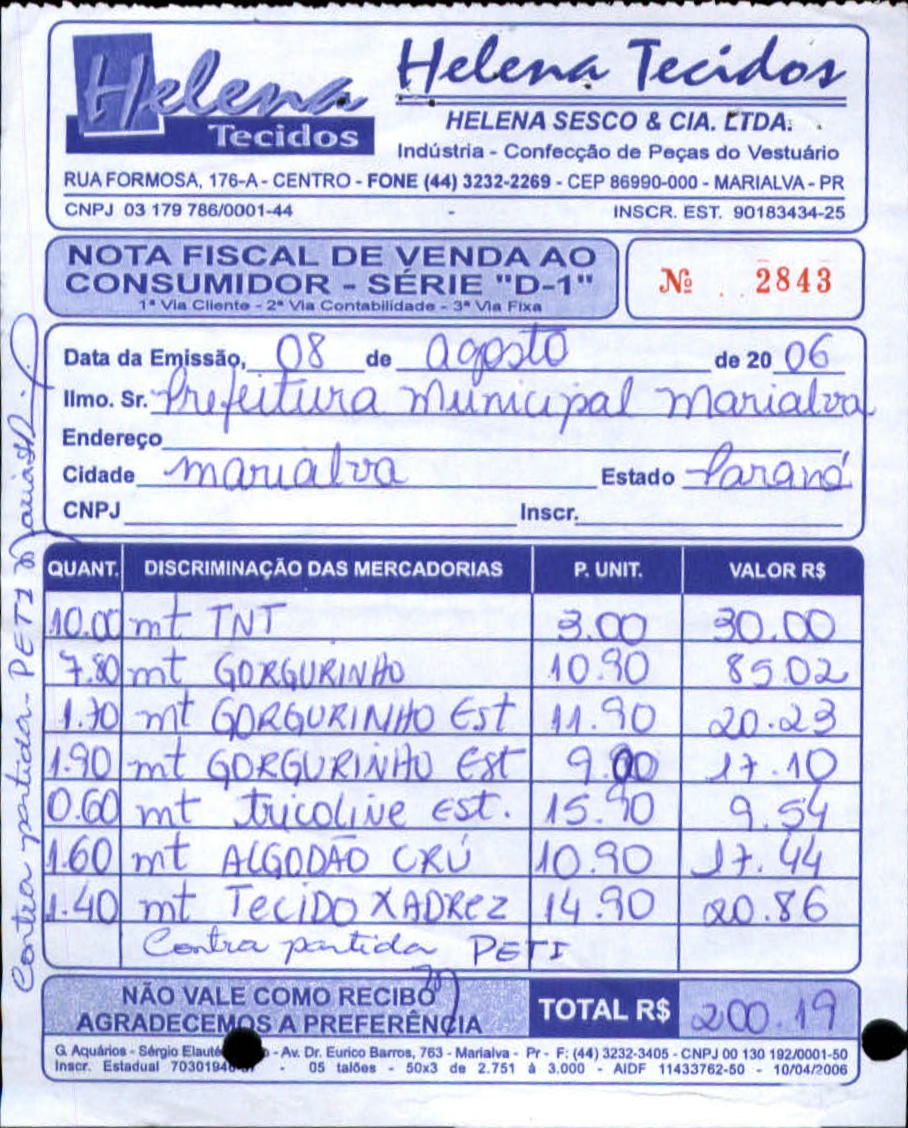 Helena Tecidos
Helena Tecidos
HELENA SESCO & CIA. LTDA.
Indústria - Confecção de Peças do Vestuário
RUA FORMOSA, 176-A - CENTRO - FONE (44) 3232-2269 - CEP 86990-000 - MARIALVA - PR
CNPJ 03 179 786/0001-44 INSCR. EST. 90183434-25
NOTA FISCAL DE VENDA AO
CONSUMIDOR - SÉRIE "D-1"
1ª Via Cliente - 2ª Via Contabilidade - 3ª Via Fixa
Nº 2843
Data da Emissão, 08 de agosto de 20 06
Ilmo. Sr. Prefeitura Municipal Marialva
Endereço
Cidade Marialva Estado Paraná
CNPJ Inscr.
QUANT. DISCRIMINAÇÃO DAS MERCADORIAS P. UNIT. VALOR R$
10.00 mt TNT 3.00 30.00
7.80 mt GORGURINHO 10.90 85.02
1.70 mt GORGURINHO Est 11.90 20.23
1.90 mt GORGURINHO Est 9.00 17.10
0.60 mt tricoline Est. 15.90 9.54
1.60 mt ALGODÃO CRÚ 10.90 17.44
1.40 mt TECIDO XADREZ 14.90 20.86
Contra partida PETI
NÃO VALE COMO RECIBO
AGRADECEMOS A PREFERÊNCIA
TOTAL R$ 200.19
G. Aquários - Sérgio - Av. Dr. Eurico Barros, 763 - Marialva - Pr - F: (44) 3232-3405 - CNPJ 00 130 192/0001-50
Inscr. Estadual - 05 talões - 50x3 de 2.751 à 3.000 - AIDF 11433762-50 - 10/04/2006
Contra partida - PETI